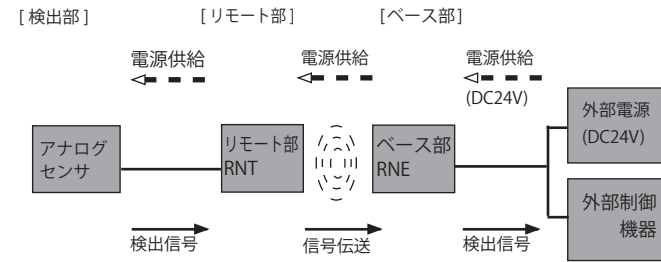 [ 検出部 ]
[ リモート部 ]
[ベース部]
電源供給
電源供給
電源供給
(DC24V)
アナログ
センサ
リモート部
RNT
ベース部
RNE
外部電源
(DC24V)
外部制御
機器
検出信号
信号伝送
検出信号